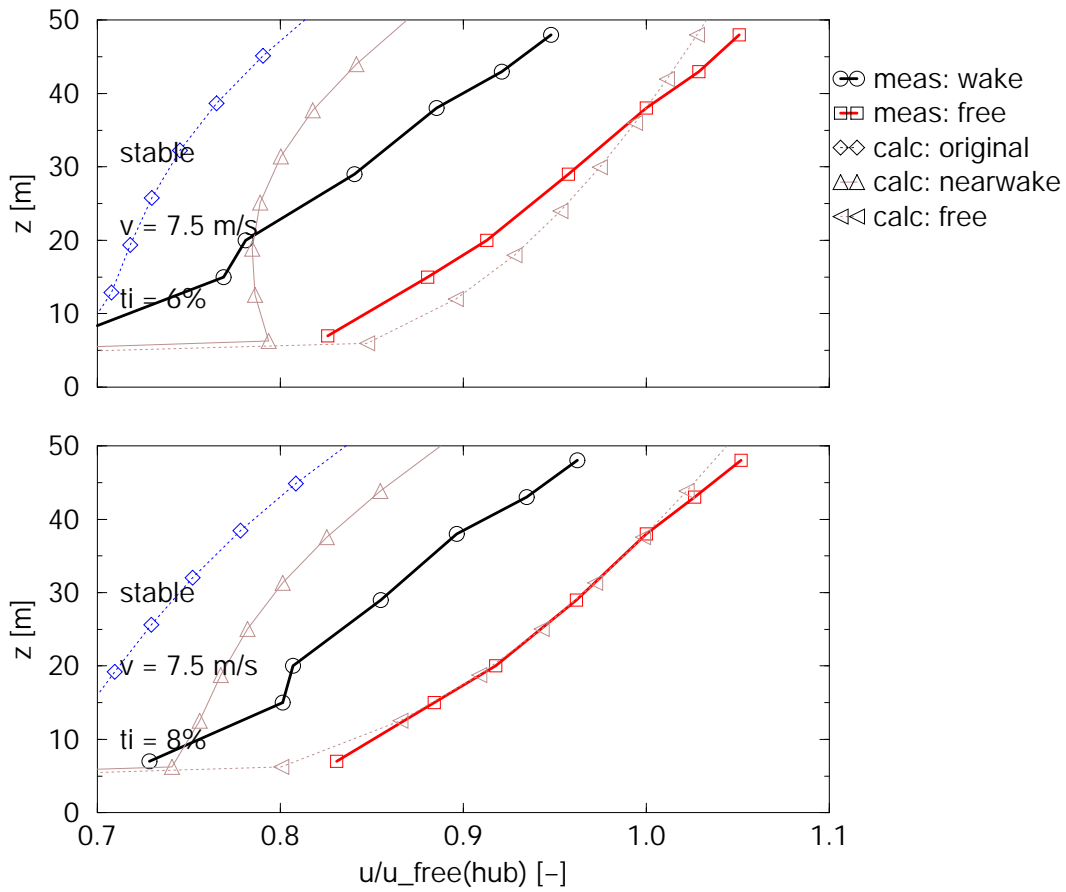 50
40
30
20
10
0
z [m]
stable
v = 7.5 m/s
ti = 6%
meas: wake
meas: free
calc: original
calc: nearwake
calc: free
50
40
30
20
10
0
z [m]
stable
v = 7.5 m/s
ti = 8%
0.7 0.8 0.9 1.0 1.1
u/u_free(hub) [–]